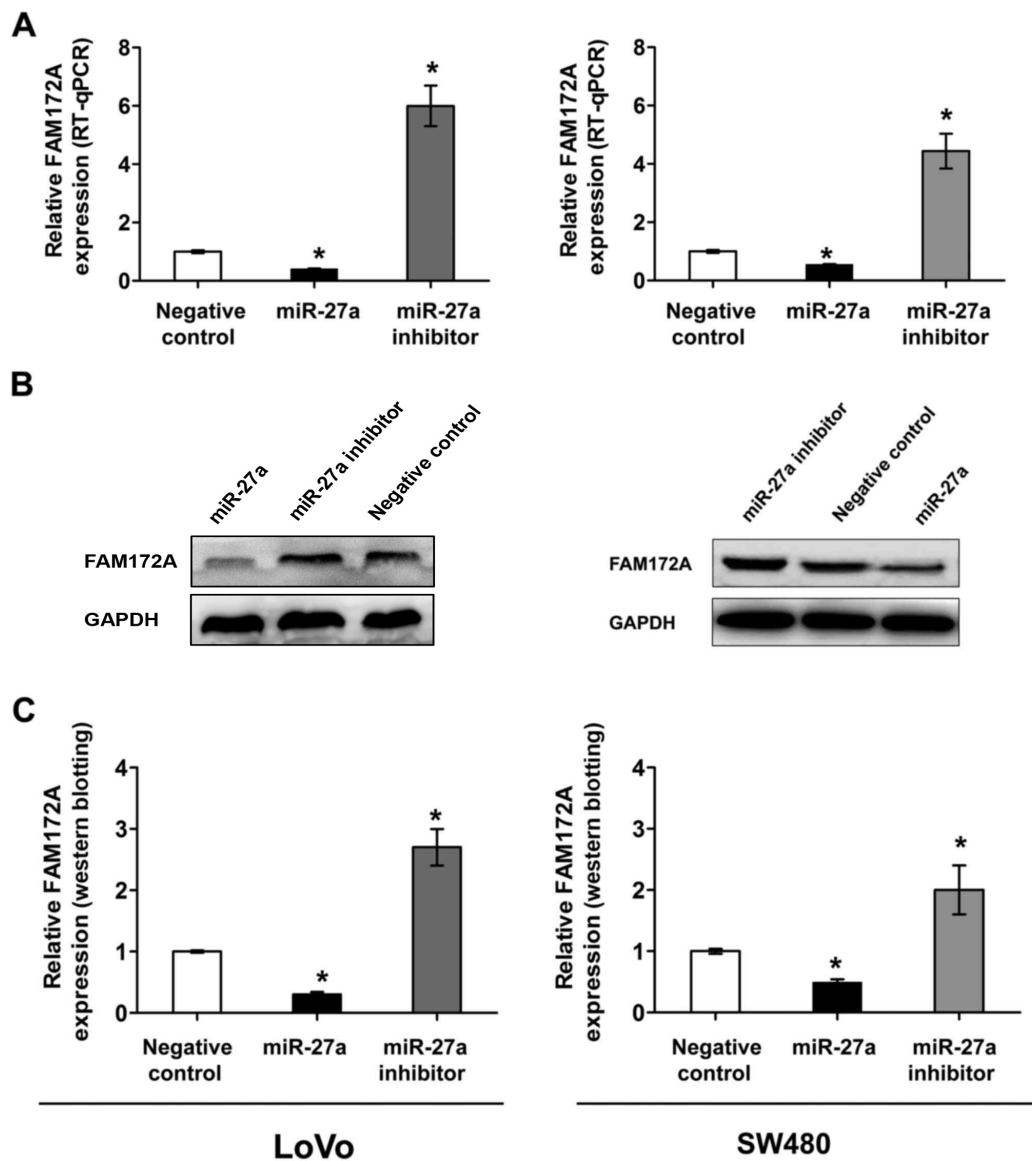 A
Relative FAM172A
expression (RT-qPCR)
8
6
4
2
0
*
*
Negative
control
miR-27a
miR-27a
inhibitor
Relative FAM172A
expression (RT-qPCR)
8
6
4
2
0
*
*
Negative
control
miR-27a
miR-27a
inhibitor
B
miR-27a
miR-27a inhibitor
Negative control
FAM172A
GAPDH
miR-27a inhibitor
Negative control
miR-27a
FAM172A
GAPDH
C
Relative FAM172A
expression (western blotting)
4
3
2
1
0
*
*
Negative
control
miR-27a
miR-27a
inhibitor
LoVo
Relative FAM172A
expression (western blotting)
4
3
2
1
0
*
*
Negative
control
miR-27a
miR-27a
inhibitor
SW480